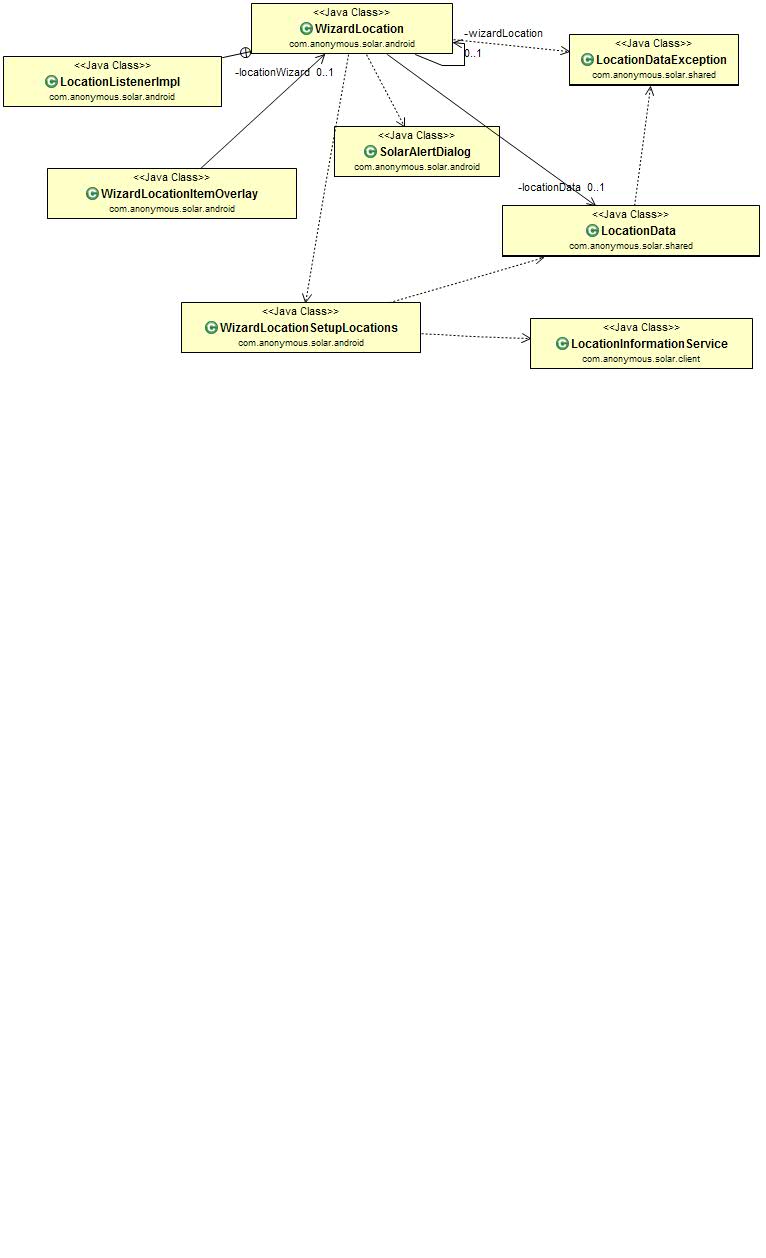 <<Java Class>>
WizardLocation
com.anonymous.solar.android
-wizardLocation
0..1
<<Java Class>>
LocationDataException
com.anonymous.solar.shared
<<Java Class>>
LocationListenerImpl
com.anonymous.solar.android
-locationWizard 0..1
<<Java Class>>
SolarAlertDialog
com.anonymous.solar.android
<<Java Class>>
WizardLocationItemOverlay
com.anonymous.solar.android
-locationData 0..1
<<Java Class>>
LocationData
com.anonymous.solar.shared
<<Java Class>>
WizardLocationSetupLocations
com.anonymous.solar.android
<<Java Class>>
LocationInformationService
com.anonymous.solar.client